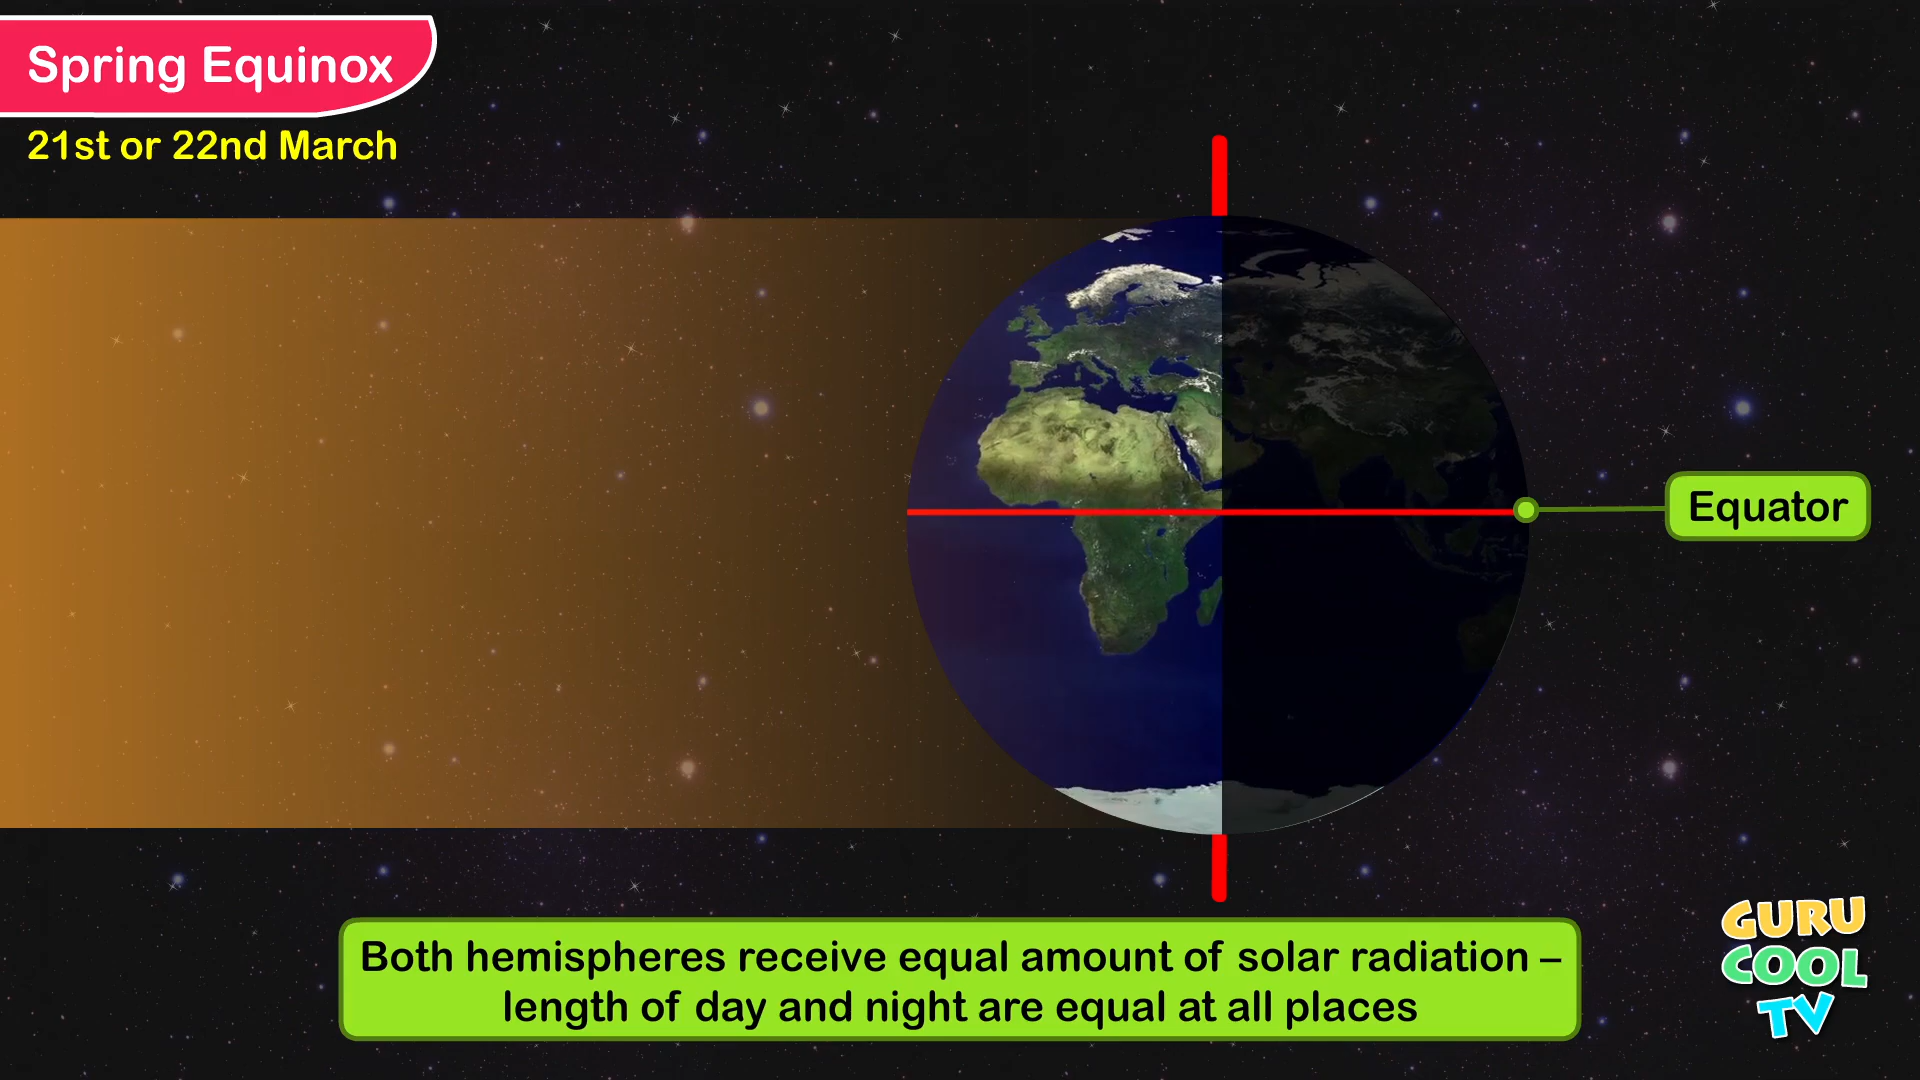 Spring Equinox
21st or 22nd March
Equator
Both hemispheres receive equal amount of solar radiation –
length of day and night are equal at all places
GURU
COOL
TV